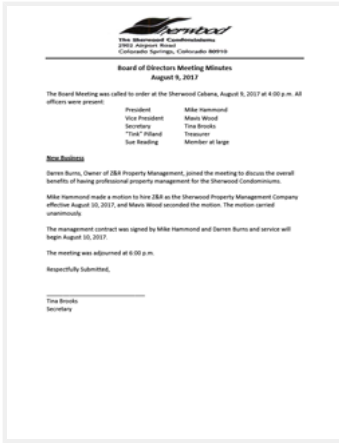 Sherwood
The Sherwood Condominiums
2902 Airport Road
Colorado Springs, Colorado 80910
Board of Directors Meeting Minutes
August 9, 2017
The Board Meeting was called to order at the Sherwood Cabana, August 9, 2017 at 4:00 p.m. All
officers were present:
President Mike Hammond
Vice President Mavis Wood
Secretary Tina Brooks
"Tink" Pilland Treasurer
Sue Reading Member at large
New Business
Darren Burns, Owner of Z&R Property Management, joined the meeting to discuss the overall
benefits of having professional property management for the Sherwood Condominiums.
Mike Hammond made a motion to hire Z&R as the Sherwood Property Management Company
effective August 10, 2017, and Mavis Wood seconded the motion. The motion carried
unanimously.
The management contract was signed by Mike Hammond and Darren Burns and service will
begin August 10, 2017.
The meeting was adjourned at 6:00 p.m.
Respectfully Submitted,
Tina Brooks
Secretary